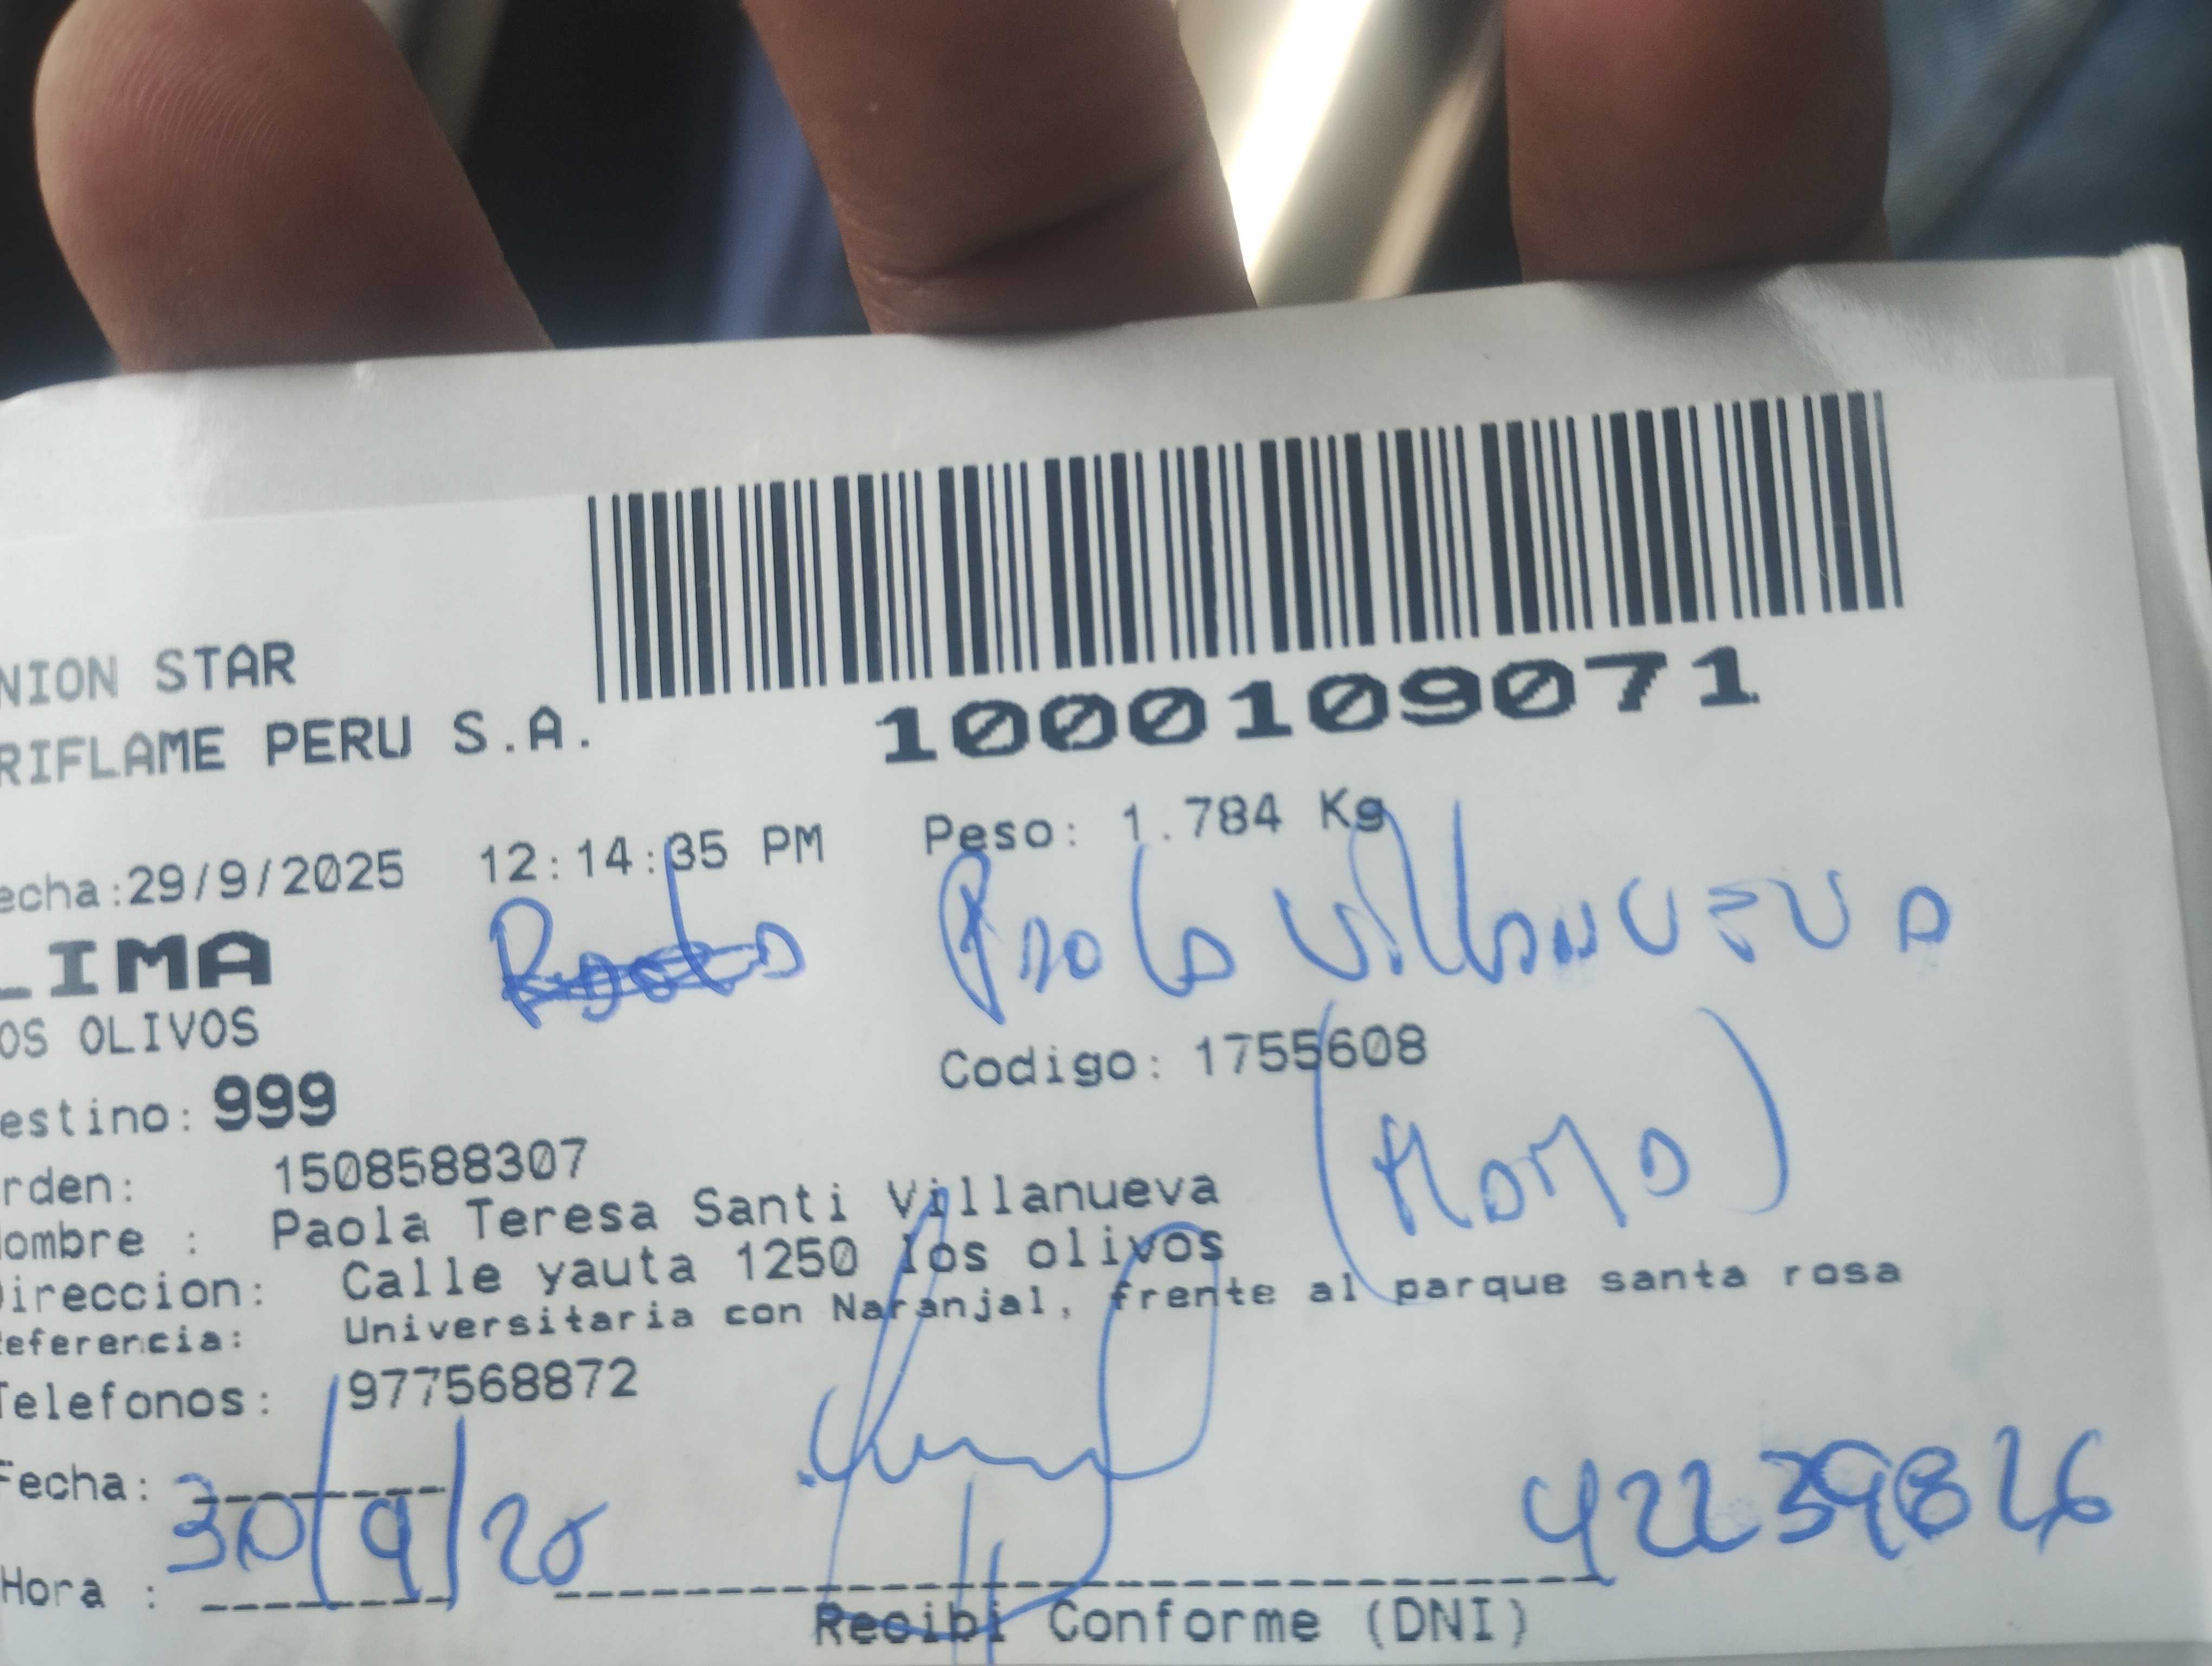 NION STAR
RIFLAME PERU S.A.
1000109071
echa:29/9/2025 12:14:35 PM Peso: 1.784 Kg
Paola Villanueva
LIMA
OS OLIVOS
Codigo: 1755608
estino: 999
(Mama)
rden: 1508588307
ombre : Paola Teresa Santi Villanueva
Direccion: Calle yauta 1250 los olivos
eferencia: Universitaria con Naranjal, frente al parque santa rosa
Telefonos: 977568872
Fecha: 30/9/25
42239826
Hora :
Recibi Conforme (DNI)